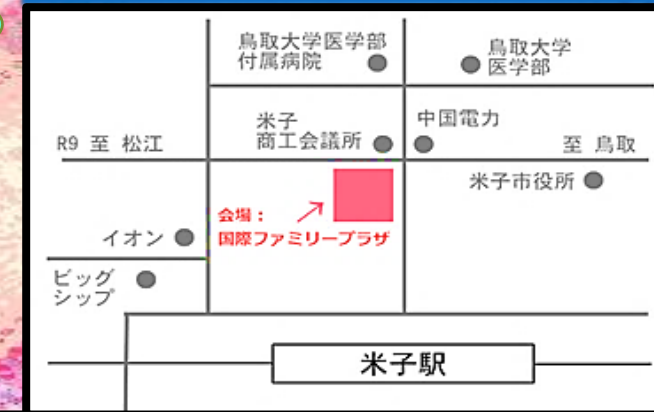 鳥取大学医学部
付属病院
鳥取大学
医学部
米子
商工会議所
中国電力
R9 至 松江
至 鳥取
米子市役所
会場：
国際ファミリープラザ
イオン
ビッグ
シップ
米子駅